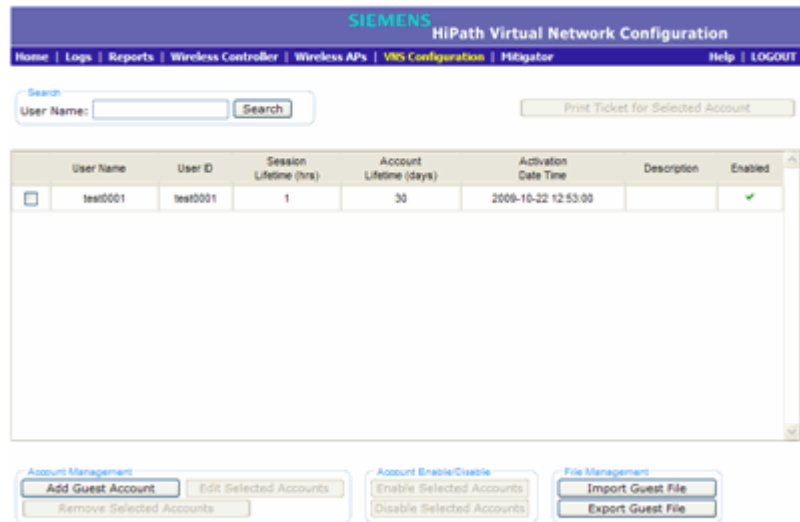 SIEMENS
HiPath Virtual Network Configuration
Home | Logs | Reports | Wireless Controller | Wireless APs | VNS Configuration | Mitigator Help | LOGOUT
Search
User Name: Search Print Ticket for Selected Account
User Name User ID Session Lifetime (hrs) Account Lifetime (days) Activation Date Time Description Enabled
test0001 test0001 1 30 2009-10-22 12:53:00
Account Management Account Enable/Disable File Management
Add Guest Account Edit Selected Accounts Enable Selected Accounts Import Guest File
Remove Selected Accounts Disable Selected Accounts Export Guest File